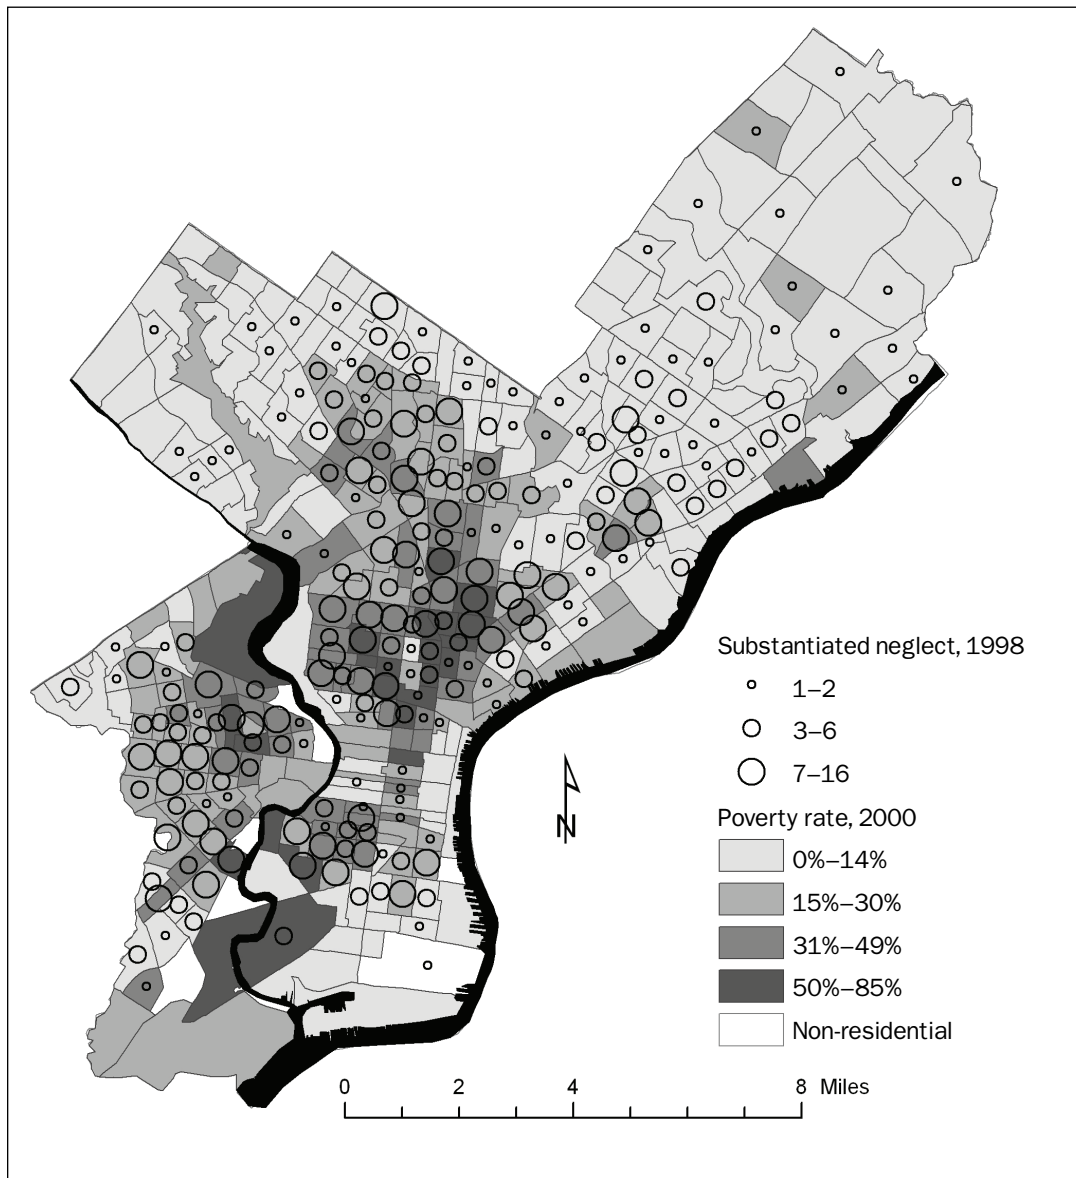 Substantiated neglect, 1998
1–2
3–6
7–16
N
Poverty rate, 2000
0%–14%
15%–30%
31%–49%
50%–85%
Non-residential
0 2 4 8 Miles